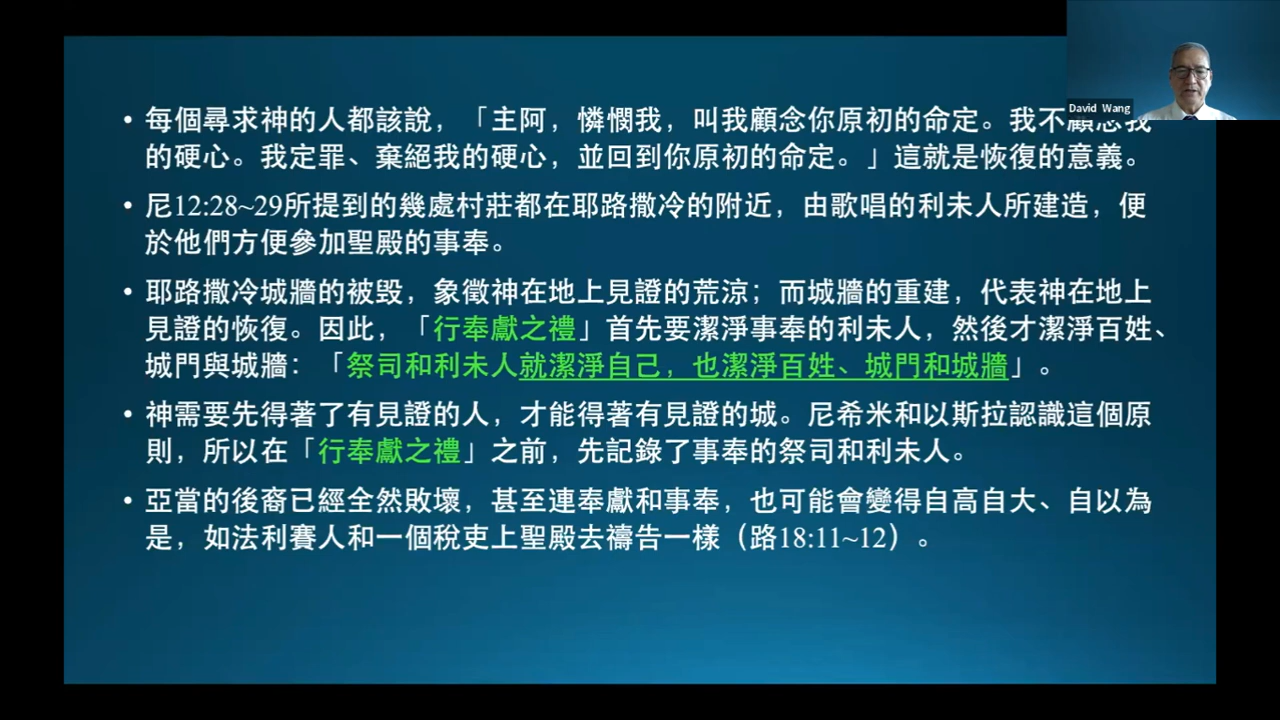 David Wang
• 每個尋求神的人都該說，「主阿，憐憫我，叫我顧念你原初的命定。我不顧念我
的硬心。我定罪、棄絕我的硬心，並回到你原初的命定。」這就是恢復的意義。
• 尼12:28~29所提到的幾處村莊都在耶路撒冷的附近，由歌唱的利未人所建造，便
於他們方便參加聖殿的事奉。
• 耶路撒冷城牆的被毀，象徵神在地上見證的荒涼；而城牆的重建，代表神在地上
見證的恢復。因此，「行奉獻之禮」首先要潔淨事奉的利未人，然後才潔淨百姓、
城門與城牆：「祭司和利未人就潔淨自己，也潔淨百姓、城門和城牆」。
• 神需要先得著了有見證的人，才能得著有見證的城。尼希米和以斯拉認識這個原
則，所以在「行奉獻之禮」之前，先記錄了事奉的祭司和利未人。
• 亞當的後裔已經全然敗壞，甚至連奉獻和事奉，也可能會變得自高自大、自以為
是，如法利賽人和一個稅吏上聖殿去禱告一樣（路18:11~12）。